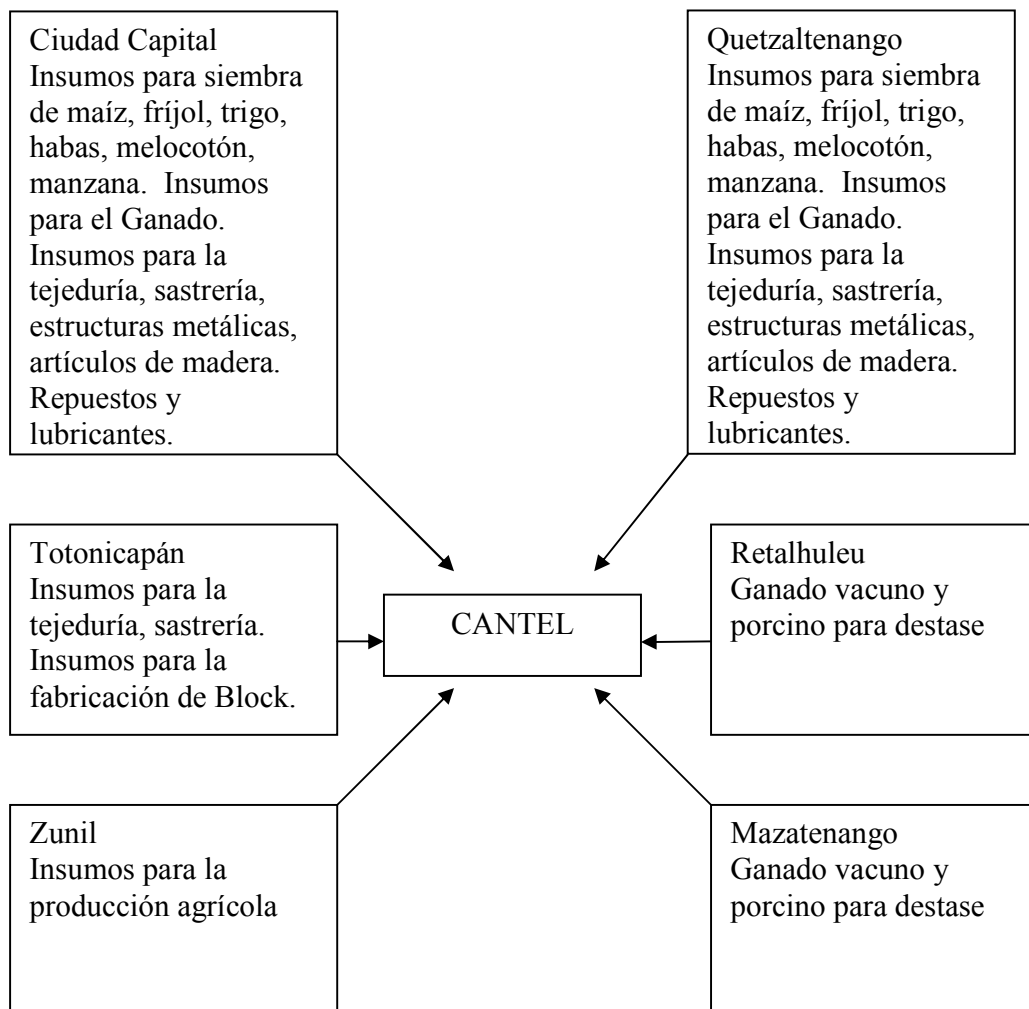 Ciudad Capital
Insumos para siembra
de maíz, fríjol, trigo,
habas, melocotón,
manzana.  Insumos
para el Ganado.
Insumos para la
tejeduría, sastrería,
estructuras metálicas,
artículos de madera.
Repuestos y
lubricantes.
Quetzaltenango
Insumos para siembra
de maíz, fríjol, trigo,
habas, melocotón,
manzana.  Insumos
para el Ganado.
Insumos para la
tejeduría, sastrería,
estructuras metálicas,
artículos de madera.
Repuestos y
lubricantes.
Totonicapán
Insumos para la
tejeduría, sastrería.
Insumos para la
fabricación de Block.
CANTEL
Retalhuleu
Ganado vacuno y
porcino para destase
Zunil
Insumos para la
producción agrícola
Mazatenango
Ganado vacuno y
porcino para destase